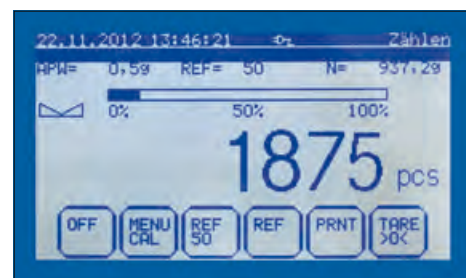 22.11.2012 13:46:21 Zählen
APW= 0,5g REF= 50 N= 937,2g
0% 50% 100%
1875 pcs
OFF MENU CAL REF 50 REF PRNT TARE >0<